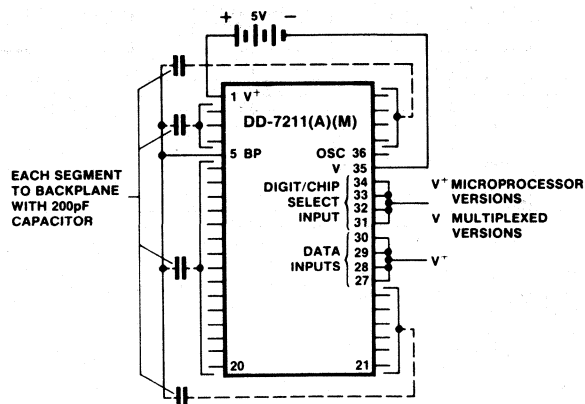 + 5V −
1 V+
DD-7211(A)(M)
5 BP
OSC 36
V 35
DIGIT/CHIP 34
SELECT 33
INPUT 32
31
30
DATA 29
INPUTS 28
27
20
21
EACH SEGMENT
TO BACKPLANE
WITH 200pF
CAPACITOR
V+ MICROPROCESSOR
VERSIONS
V MULTIPLEXED
VERSIONS
V+